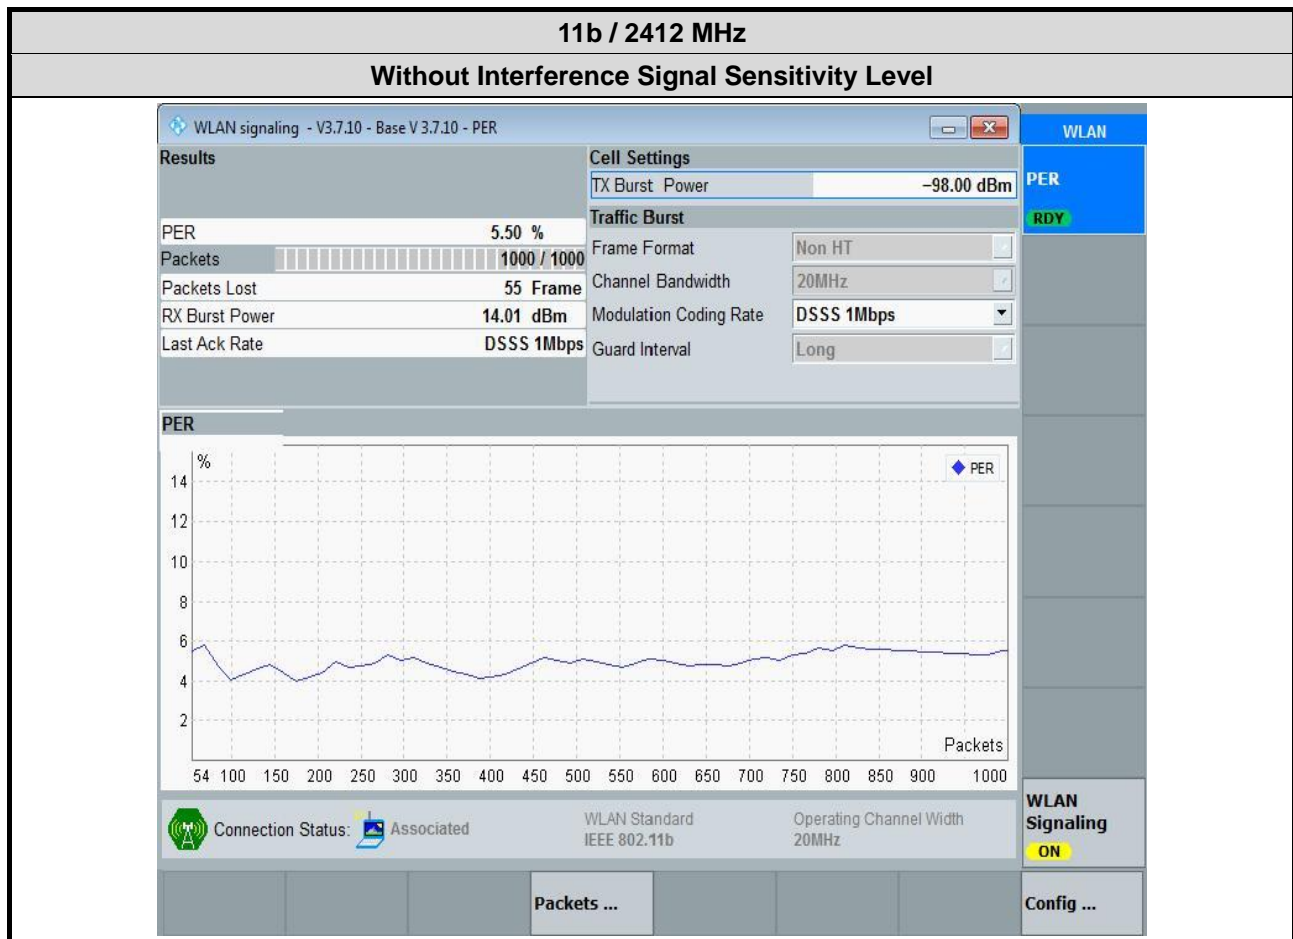 11b / 2412 MHz
Without Interference Signal Sensitivity Level
WLAN signaling - V3.7.10 - Base V 3.7.10 - PER
WLAN
Results
PER 5.50 %
Packets 1000 / 1000
Packets Lost 55 Frame
RX Burst Power 14.01 dBm
Last Ack Rate DSSS 1Mbps
Cell Settings
TX Burst Power -98.00 dBm
Traffic Burst
Frame Format Non HT
Channel Bandwidth 20MHz
Modulation Coding Rate DSSS 1Mbps
Guard Interval Long
PER
RDY
PER
%
PER
14
12
10
8
6
4
2
Packets
54 100 150 200 250 300 350 400 450 500 550 600 650 700 750 800 850 900 1000
Connection Status: Associated
WLAN Standard
IEEE 802.11b
Operating Channel Width
20MHz
WLAN
Signaling
ON
Packets ...
Config ...